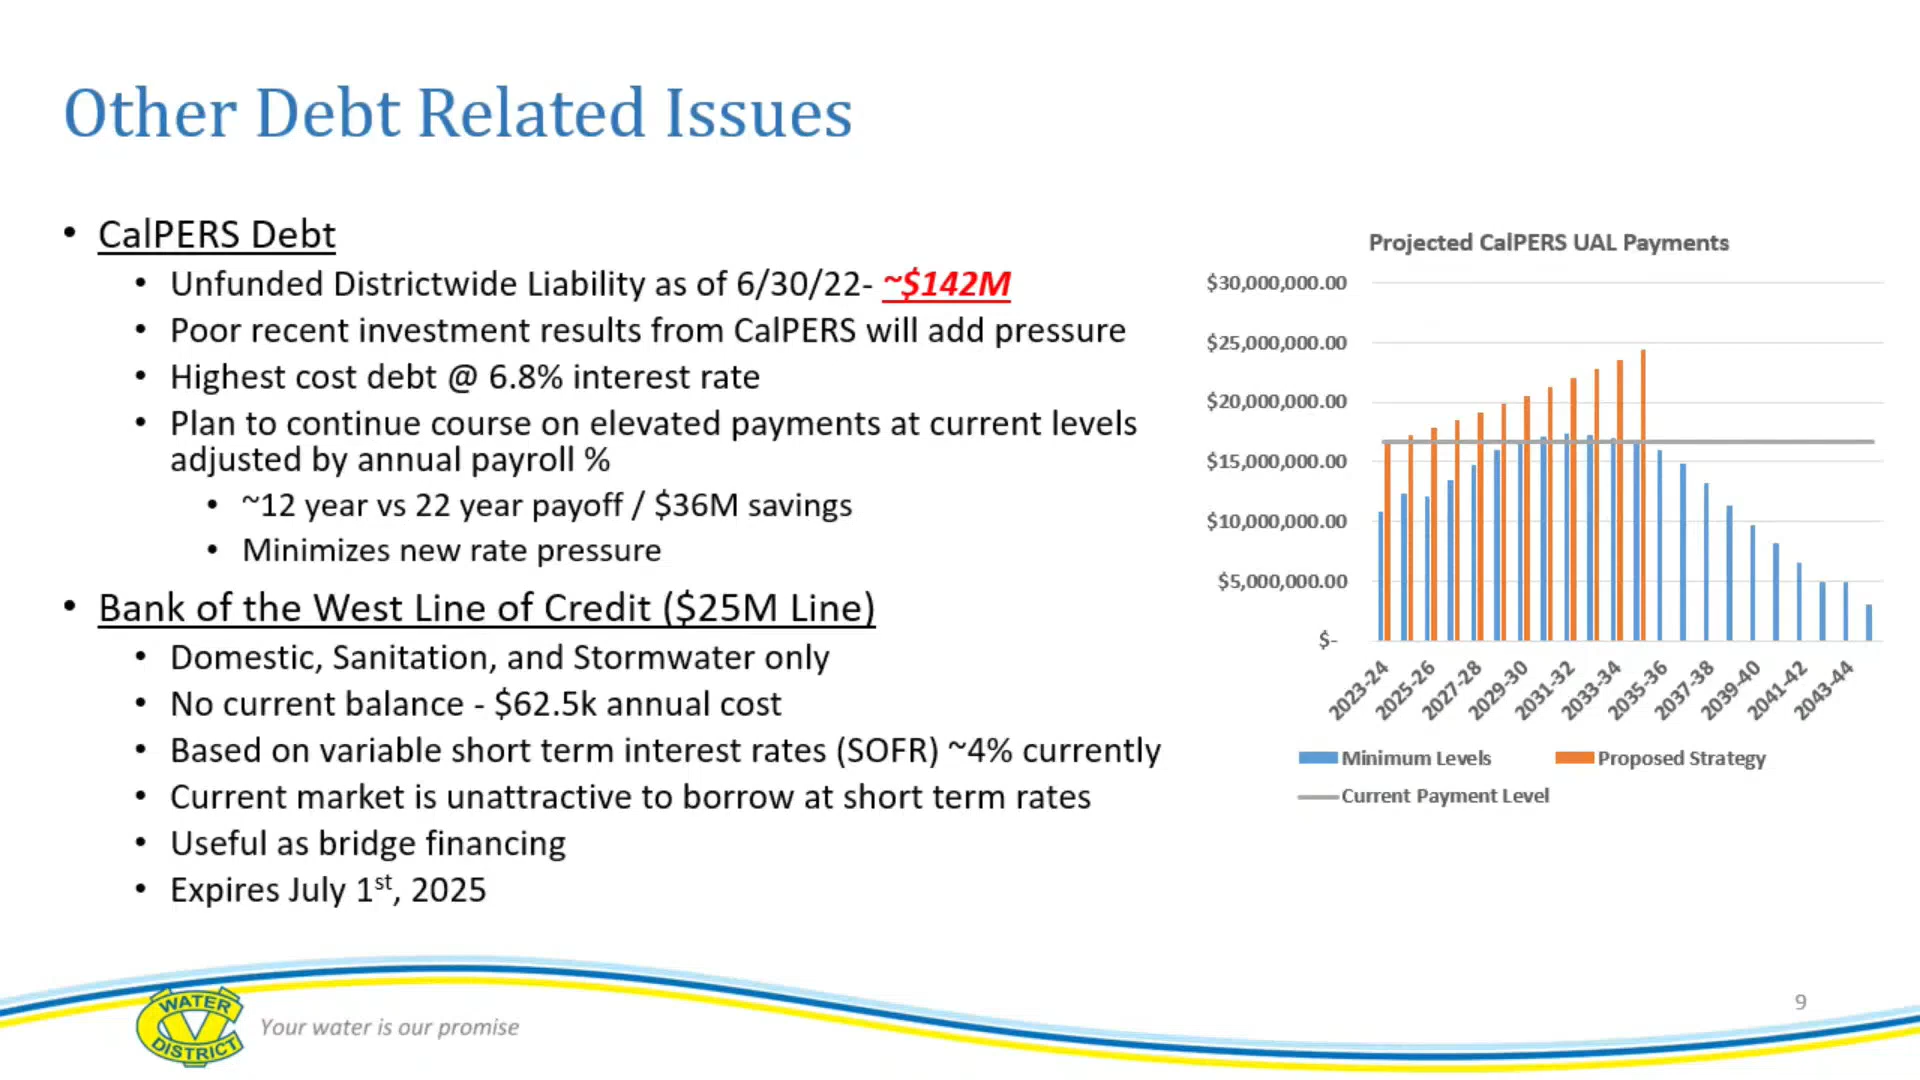 Other Debt Related Issues
• CalPERS Debt
• Unfunded Districtwide Liability as of 6/30/22- ~$142M
• Poor recent investment results from CalPERS will add pressure
• Highest cost debt @ 6.8% interest rate
• Plan to continue course on elevated payments at current levels
adjusted by annual payroll %
• ~12 year vs 22 year payoff / $36M savings
• Minimizes new rate pressure
• Bank of the West Line of Credit ($25M Line)
• Domestic, Sanitation, and Stormwater only
• No current balance - $62.5k annual cost
• Based on variable short term interest rates (SOFR) ~4% currently
• Current market is unattractive to borrow at short term rates
• Useful as bridge financing
• Expires July 1st, 2025
Projected CalPERS UAL Payments
$30,000,000.00
$25,000,000.00
$20,000,000.00
$15,000,000.00
$10,000,000.00
$5,000,000.00
$-
2023-24
2025-26
2027-28
2029-30
2031-32
2033-34
2035-36
2037-38
2039-40
2041-42
2043-44
Minimum Levels
Proposed Strategy
Current Payment Level
WATER
CV
DISTRICT
Your water is our promise
9